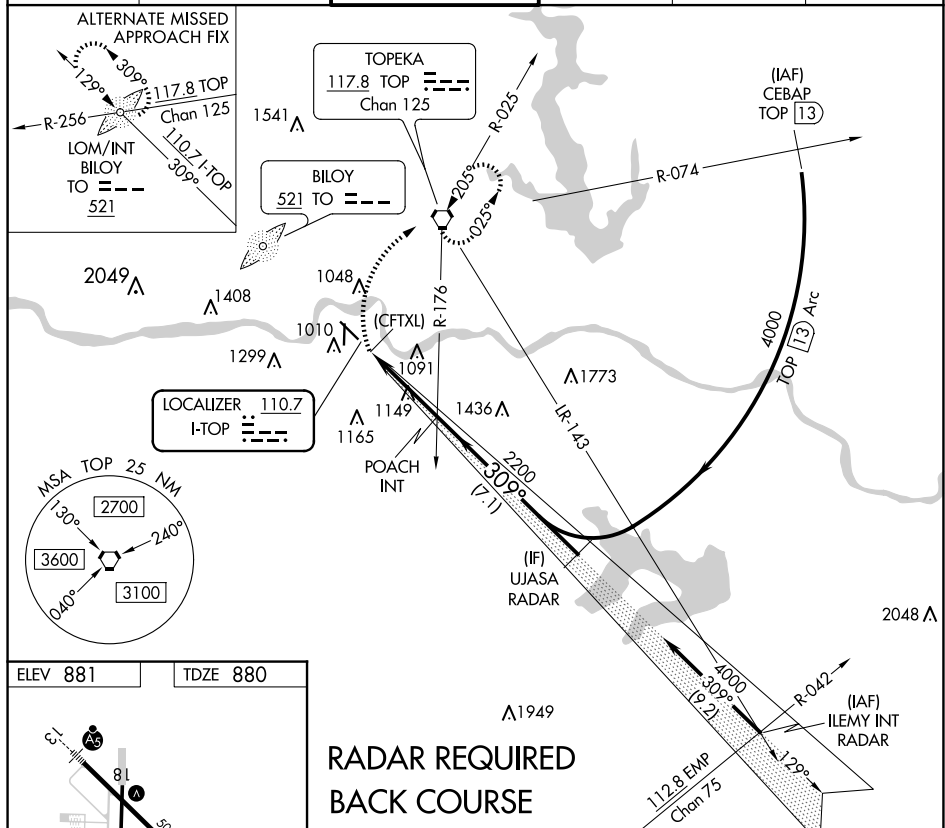 ALTERNATE MISSED
APPROACH FIX
129°
309°
117.8 TOP
Chan 125
R-256
110.7 I-TOP
309°
LOM/INT
BILOY
TO
521
TOPEKA
117.8 TOP
Chan 125
1541
BILOY
521 TO
R-025
205°
025°
(IAF)
CEBAP
TOP 13
R-074
2049
1408
1048
R-176
(CFTXL)
1010
1299
1091
4000
TOP 13 Arc
1773
LOCALIZER 110.7
I-TOP
1149
1436
1165
LR-143
POACH
INT
2200
309°
(7.1)
MSA TOP 25 NM
130°
2700
240°
3600
3100
040°
(IF)
UJASA
RADAR
2048
ELEV 881
TDZE 880
4000
309°
(9.2)
R-042
(IAF)
ILEMY INT
RADAR
1949
129°
112.8 EMP
Chan 75
RADAR REQUIRED
BACK COURSE
13
A5
18
V